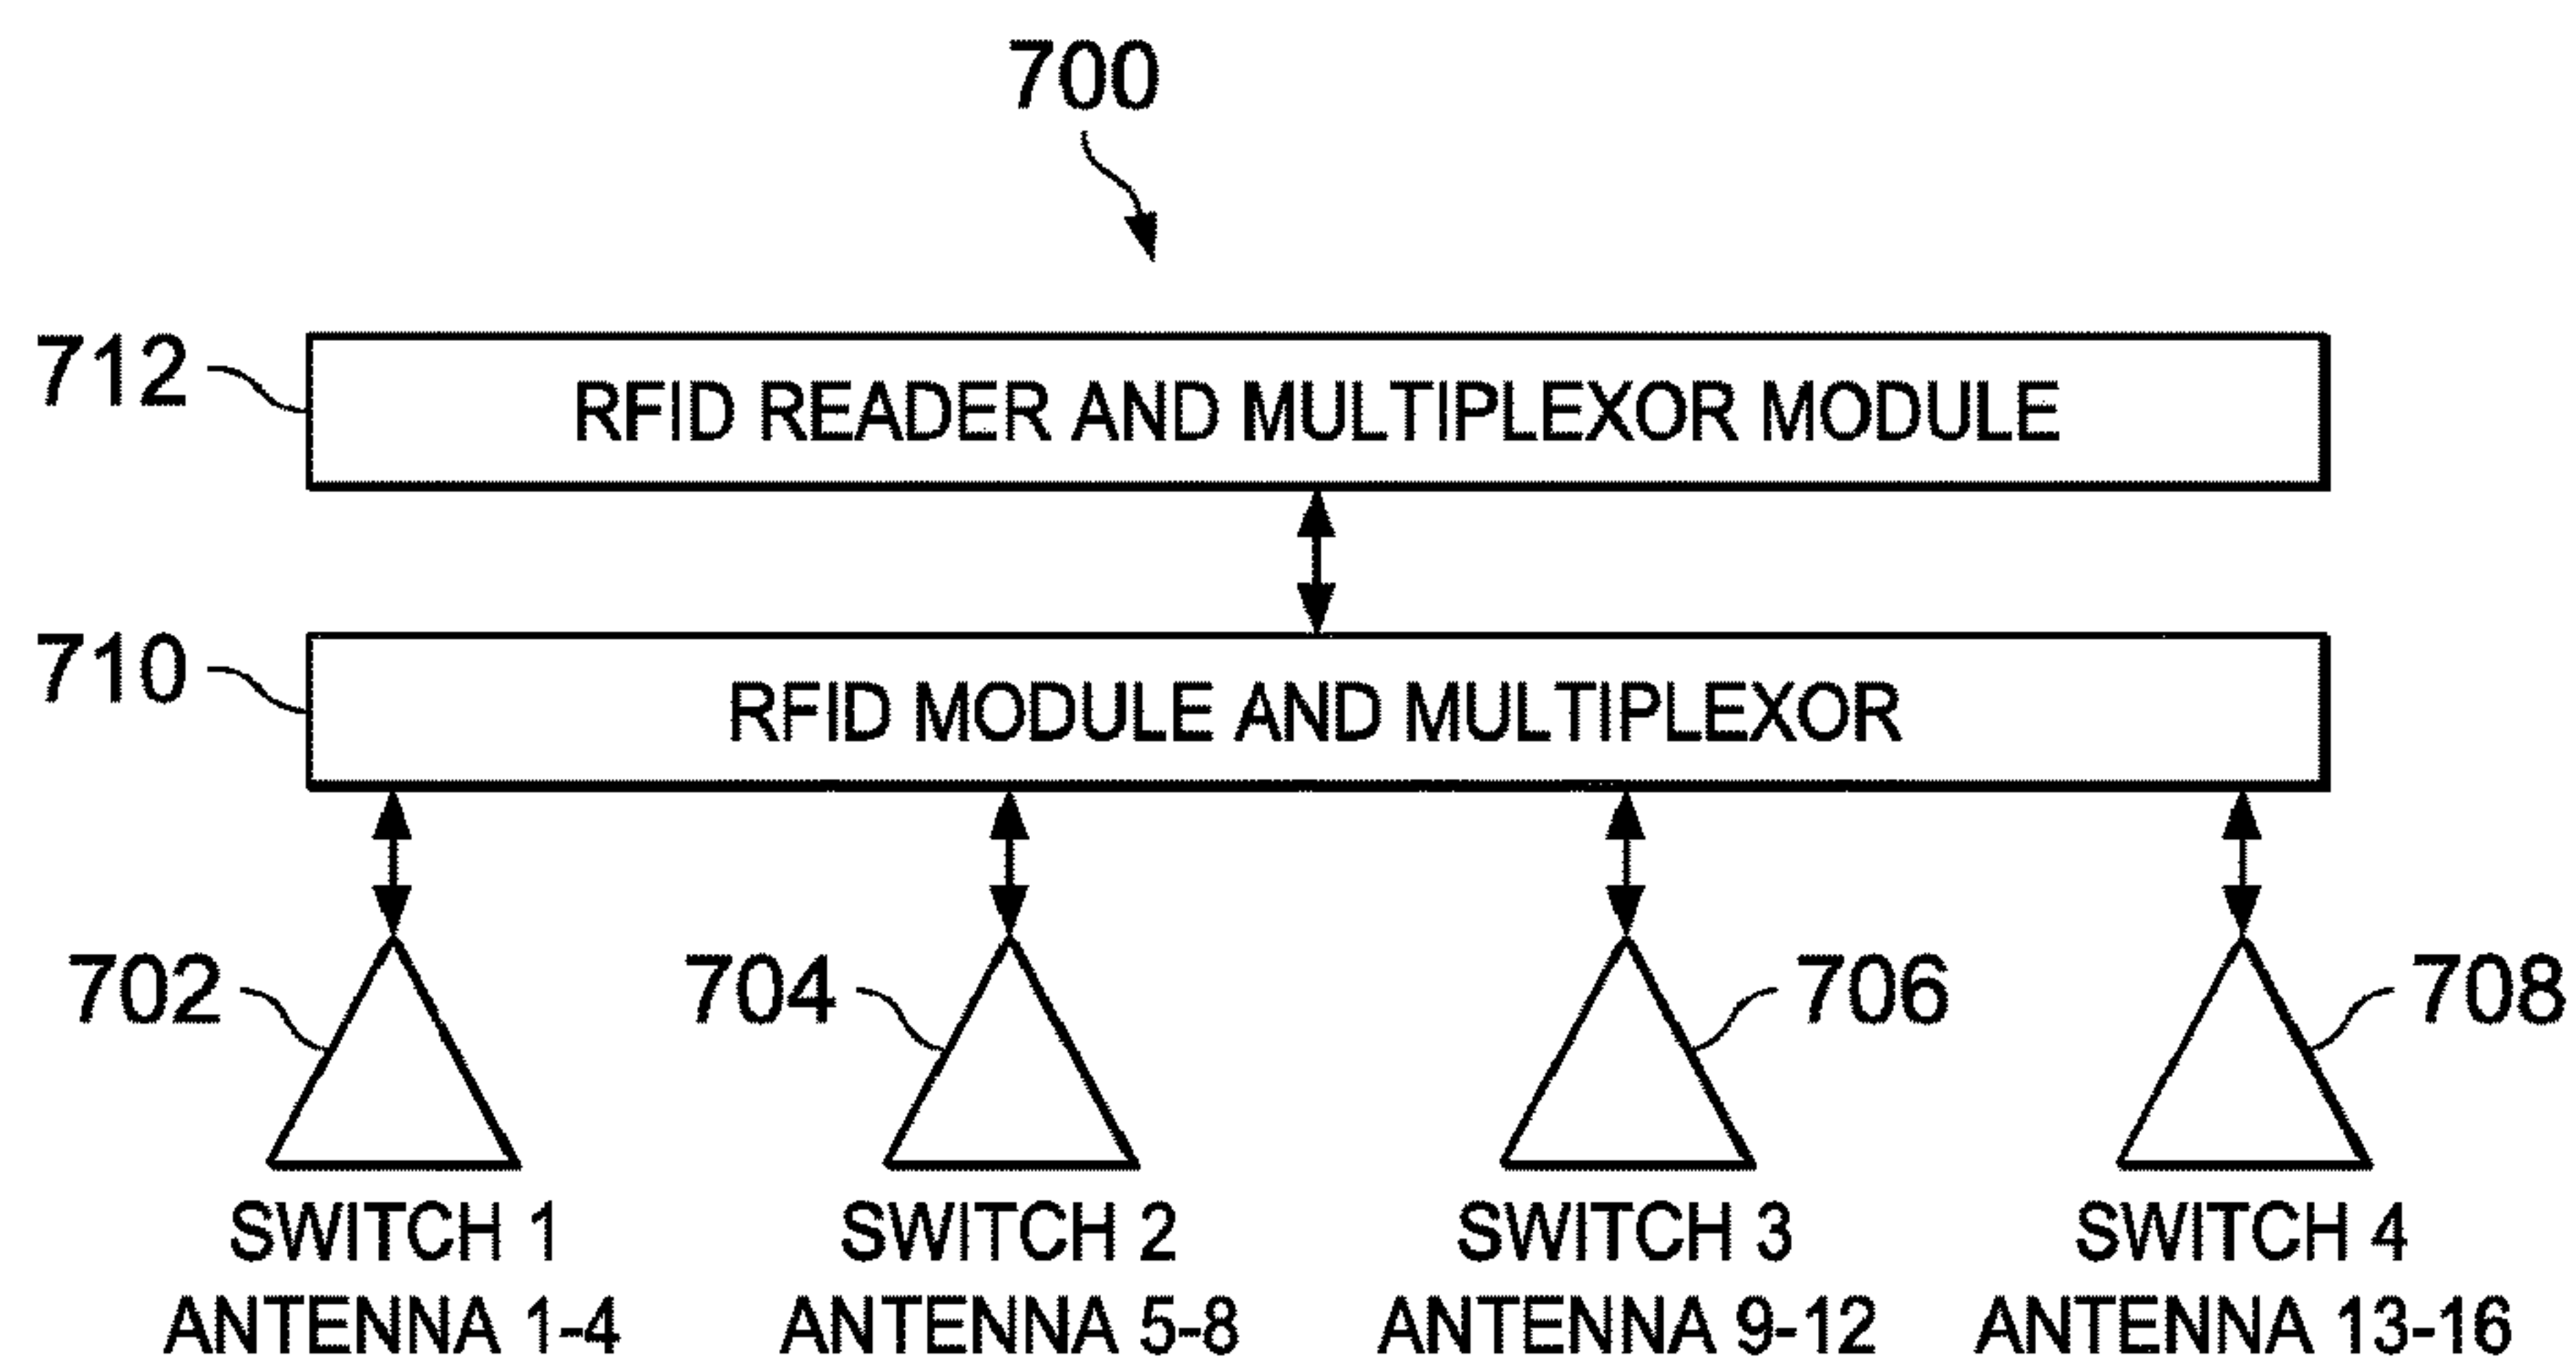 700
712
RFID READER AND MULTIPLEXOR MODULE
710
RFID MODULE AND MULTIPLEXOR
702
704
706
708
SWITCH 1
ANTENNA 1-4
SWITCH 2
ANTENNA 5-8
SWITCH 3
ANTENNA 9-12
SWITCH 4
ANTENNA 13-16